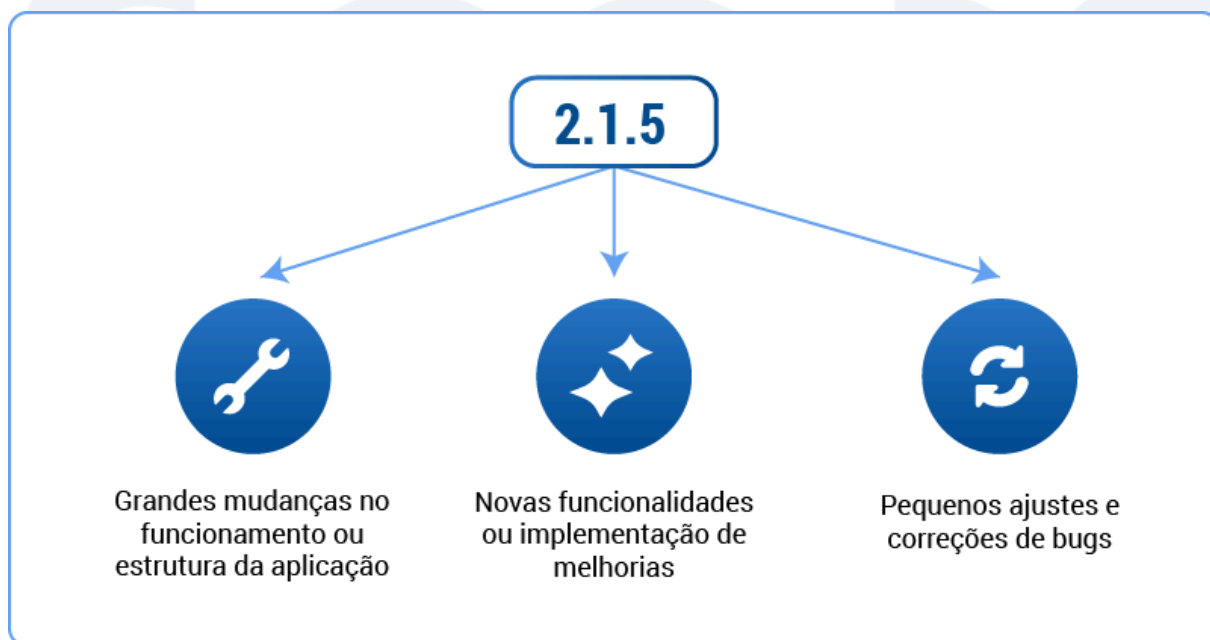 2.1.5
Grandes mudanças no
funcionamento ou
estrutura da aplicação
Novas funcionalidades
ou implementação de
melhorias
Pequenos ajustes e
correções de bugs